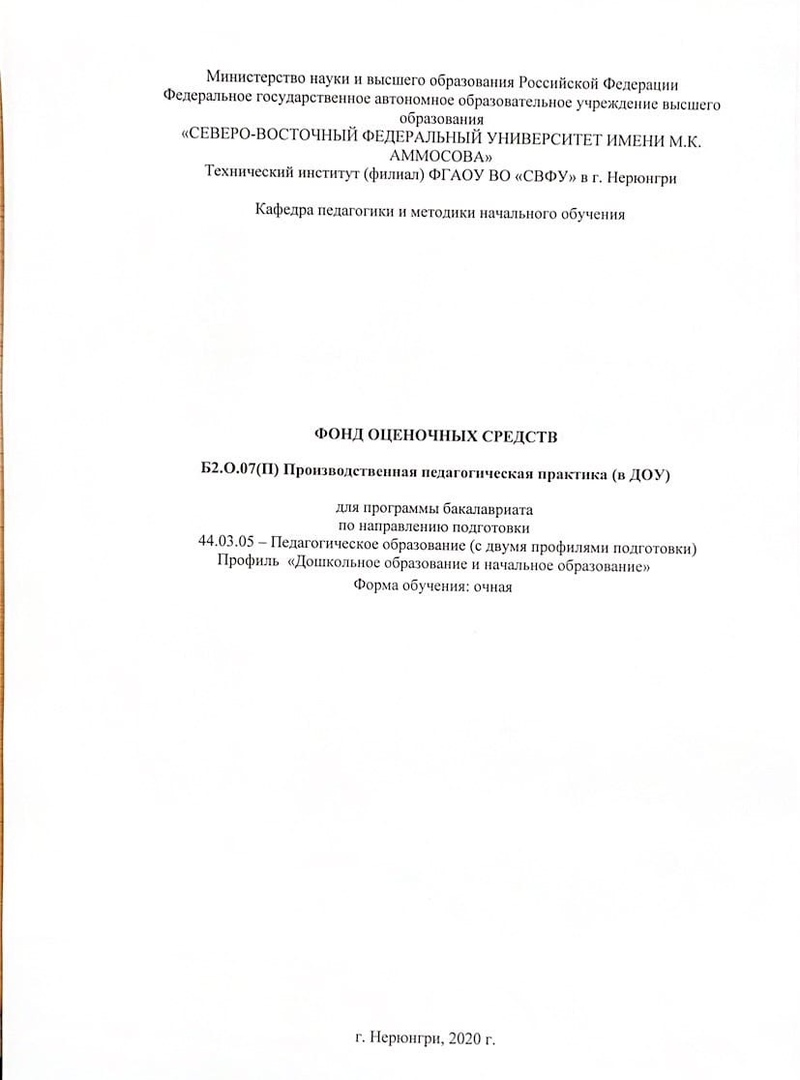 Министерство науки и высшего образования Российской Федерации
Федеральное государственное автономное образовательное учреждение высшего
образования
«СЕВЕРО-ВОСТОЧНЫЙ ФЕДЕРАЛЬНЫЙ УНИВЕРСИТЕТ ИМЕНИ М.К.
АММОСОВА»
Технический институт (филиал) ФГАОУ ВО «СВФУ» в г. Нерюнгри
Кафедра педагогики и методики начального обучения
ФОНД ОЦЕНОЧНЫХ СРЕДСТВ
Б2.О.07(П) Производственная педагогическая практика (в ДОУ)
для программы бакалавриата
по направлению подготовки
44.03.05 – Педагогическое образование (с двумя профилями подготовки)
Профиль «Дошкольное образование и начальное образование»
Форма обучения: очная
г. Нерюнгри, 2020 г.